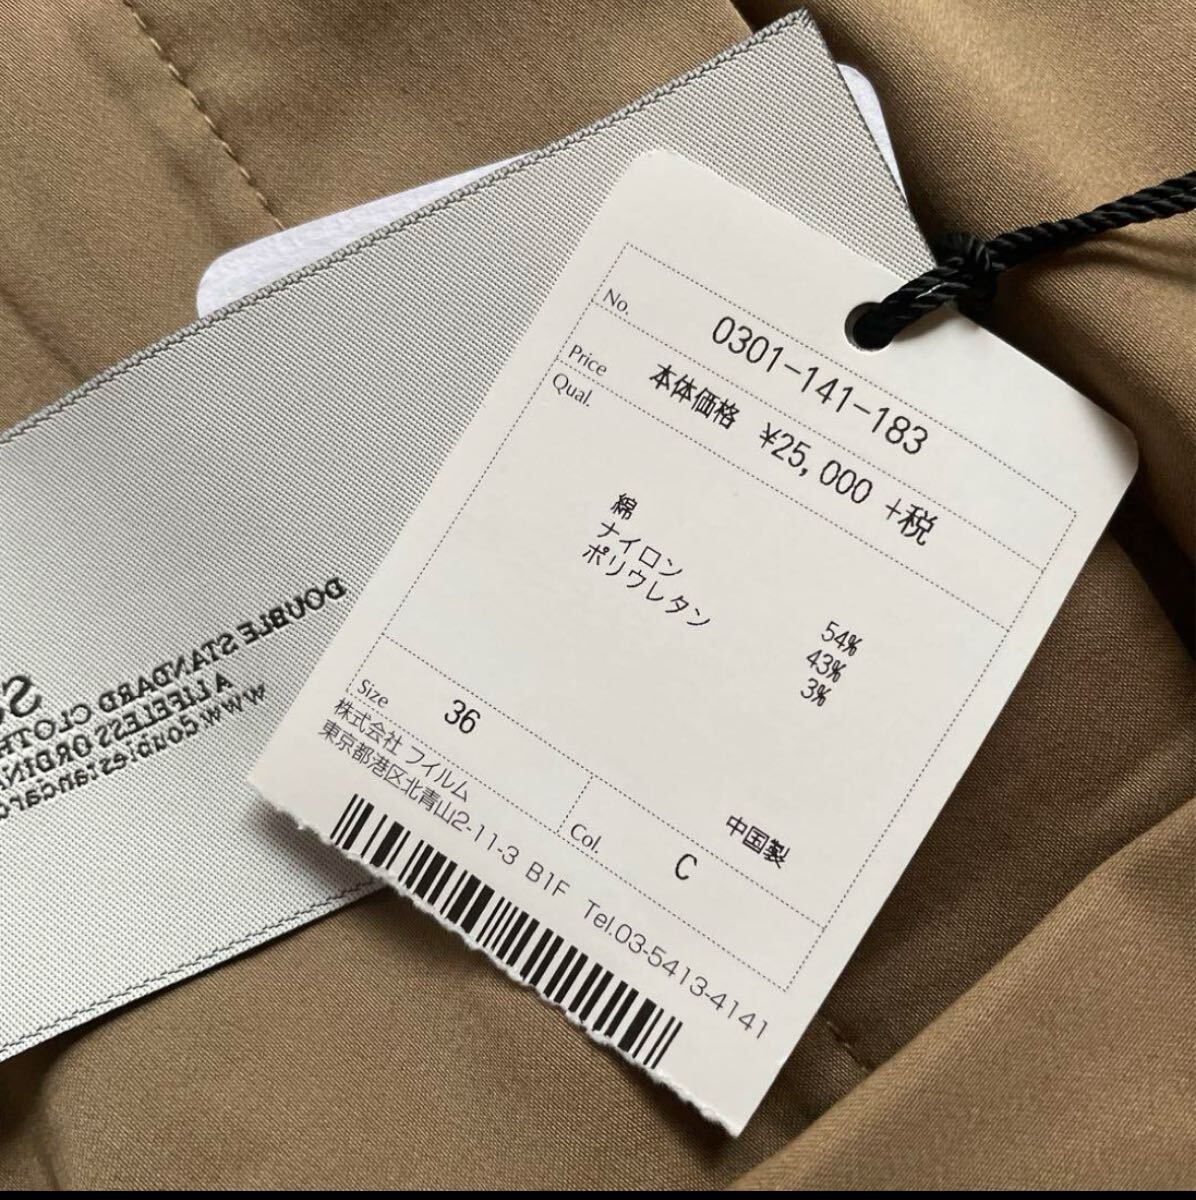 No. 0301-141-183
Price 本体価格 ¥25,000 +税
Qual.
綿 54%
ナイロン 43%
ポリウレタン 3%
中国製
Size 36
Col. C
株式会社 フイルム
東京都港区北青山2-11-3 B1F Tel.03-5413-4141
DOUBLE STANDARD CLOTH
A LIFELESS ORDINA